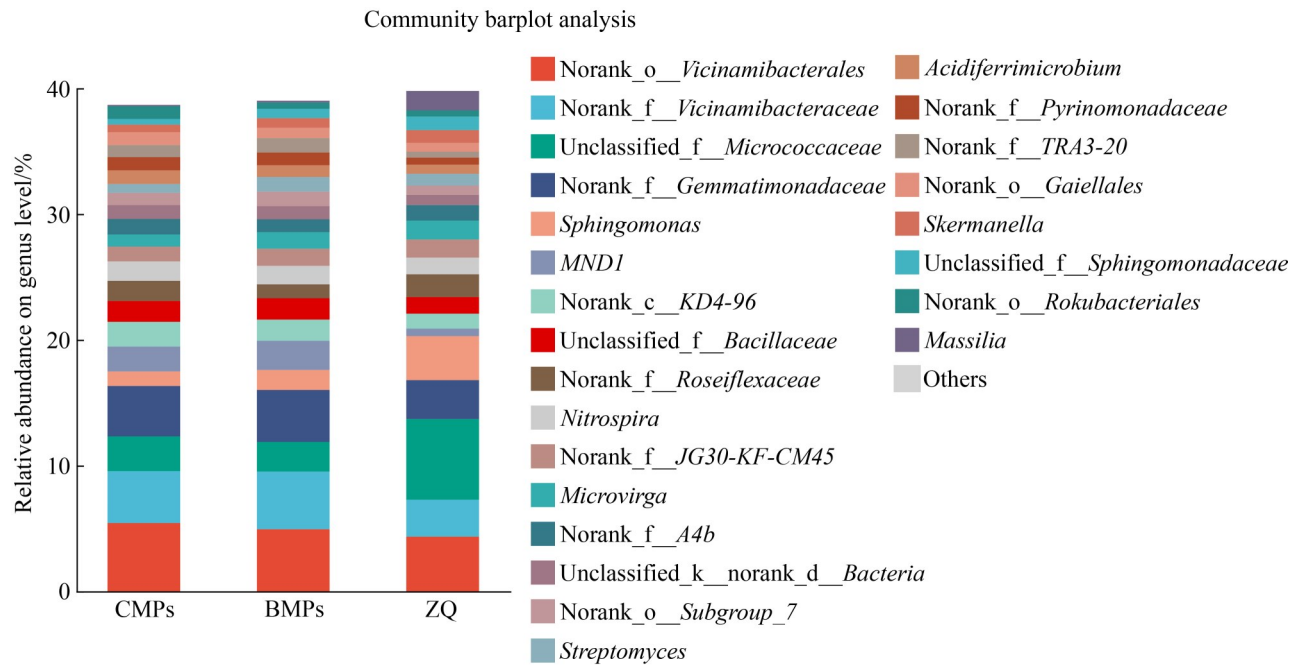 Community barplot analysis
Relative abundance on genus level/%
40
30
20
10
0
CMPs
BMPs
ZQ
Norank_o__Vicinamibacterales
Norank_f__Vicinamibacteraceae
Unclassified_f__Micrococcaceae
Norank_f__Gemmatimonadaceae
Sphingomonas
MND1
Norank_c__KD4-96
Unclassified_f__Bacillaceae
Norank_f__Roseiflexaceae
Nitrospira
Norank_f__JG30-KF-CM45
Microvirga
Norank_f__A4b
Unclassified_k__norank_d__Bacteria
Norank_o__Subgroup_7
Streptomyces
Acidiferrimicrobium
Norank_f__Pyrinomonadaceae
Norank_f__TRA3-20
Norank_o__Gaiellales
Skermanella
Unclassified_f__Sphingomonadaceae
Norank_o__Rokubacteriales
Massilia
Others